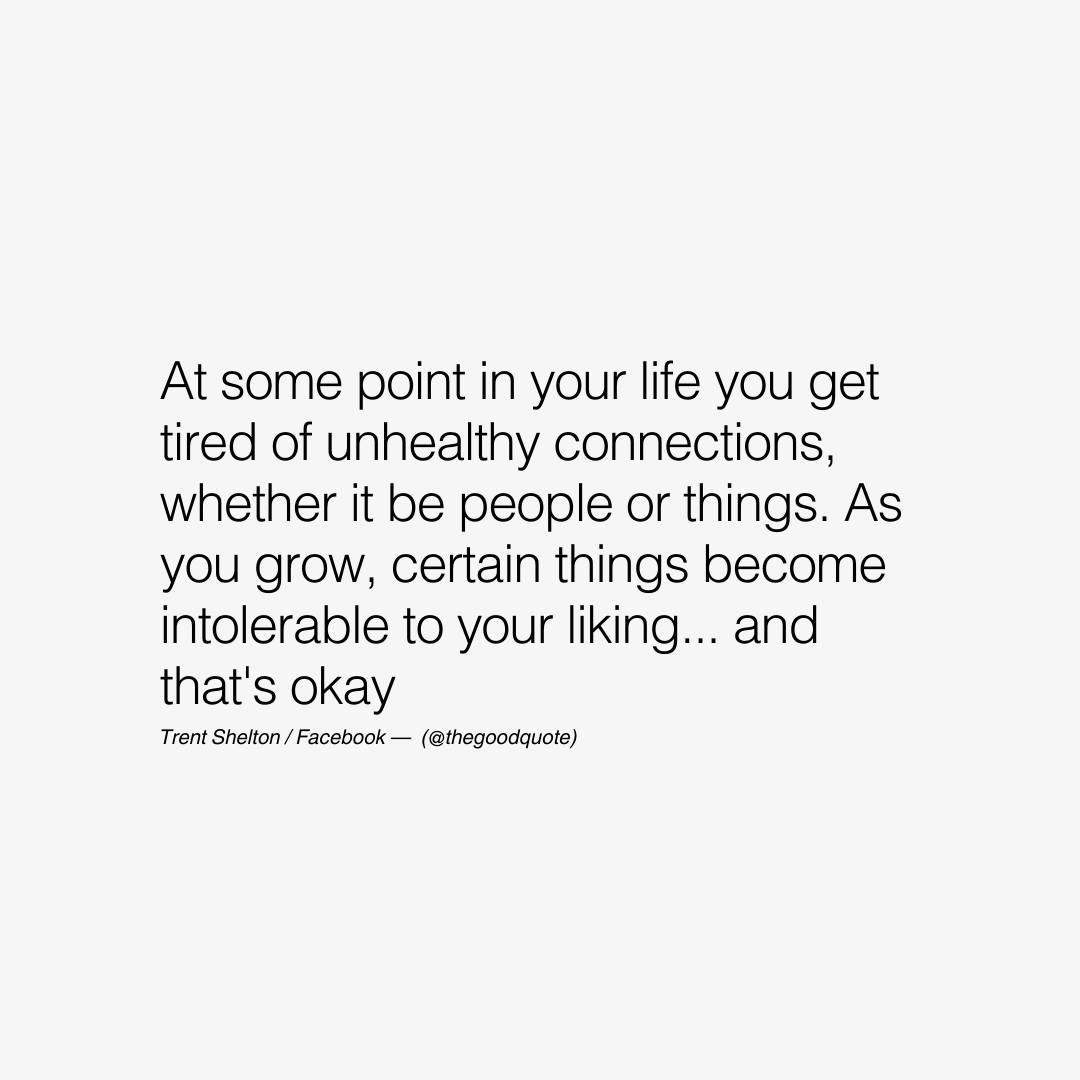 At some point in your life you get
tired of unhealthy connections,
whether it be people or things. As
you grow, certain things become
intolerable to your liking... and
that's okay
Trent Shelton / Facebook — (@thegoodquote)